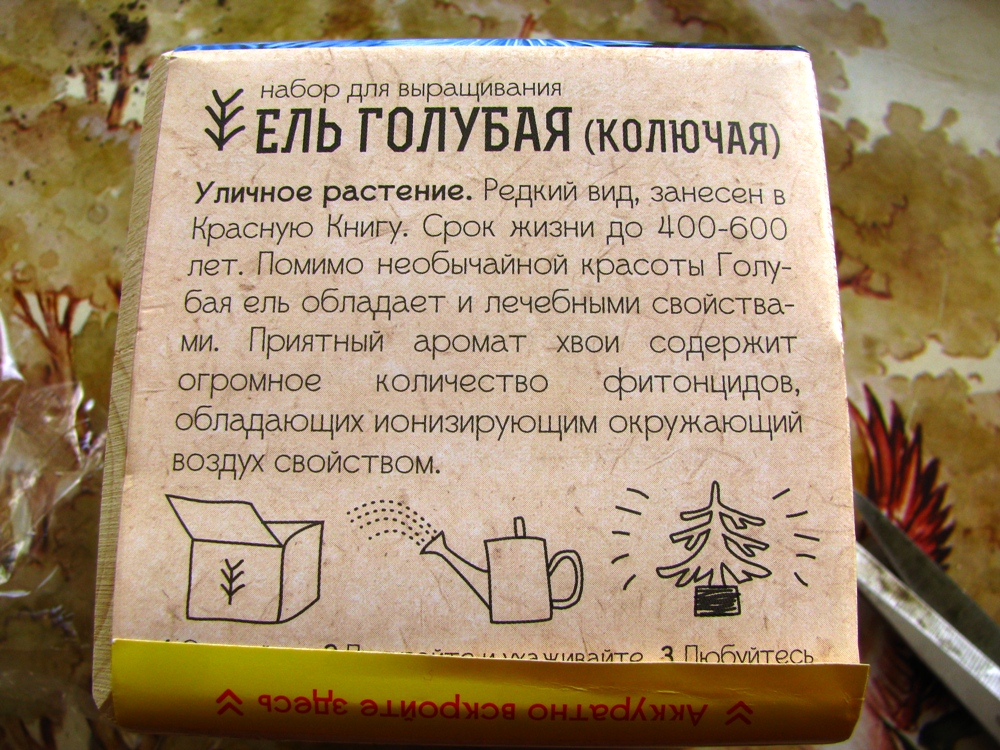 набор для выращивания
ЕЛЬ ГОЛУБАЯ (КОЛЮЧАЯ)
Уличное растение. Редкий вид, занесен в
Красную Книгу. Срок жизни до 400-600
лет. Помимо необычайной красоты Голу-
бая ель обладает и лечебными свойства-
ми. Приятный аромат хвои содержит
огромное количество фитонцидов,
обладающих ионизирующим окружающий
воздух свойством.
2 и ухаживайте 3 Любуйтесь
Аккуратно вскройте здесь